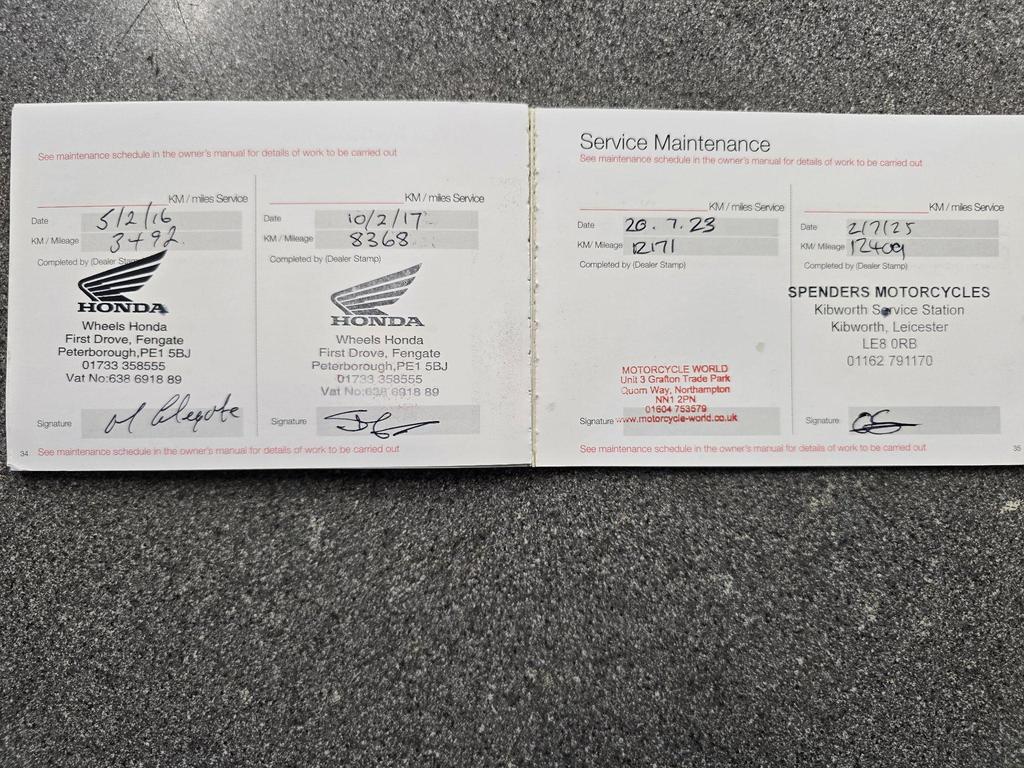 See maintenance schedule in the owner's manual for details of work to be carried out
KM / miles Service
Date 5/2/16
KM / Mileage 3492
Completed by (Dealer Stamp)
HONDA
Wheels Honda
First Drove, Fengate
Peterborough,PE1 5BJ
01733 358555
Vat No:638 6918 89
Signature
KM / miles Service
Date 10/2/17
KM / Mileage 8368
Completed by (Dealer Stamp)
HONDA
Wheels Honda
First Drove, Fengate
Peterborough,PE1 5BJ
01733 358555
Vat No:638 6918 89
Signature
34 See maintenance schedule in the owner's manual for details of work to be carried out
Service Maintenance
See maintenance schedule in the owner's manual for details of work to be carried out
KM / miles Service
Date 20.7.23
KM/ Mileage 12171
Completed by (Dealer Stamp)
MOTORCYCLE WORLD
Unit 3 Grafton Trade Park
Quorn Way, Northampton
NN1 2PN
01604 753579
Signature www.motorcycle-world.co.uk
KM / miles Service
Date 2/7/25
KM/ Mileage 12409
Completed by (Dealer Stamp)
SPENDERS MOTORCYCLES
Kibworth Service Station
Kibworth, Leicester
LE8 0RB
01162 791170
Signature
See maintenance schedule in the owner's manual for details of work to be carried out 35